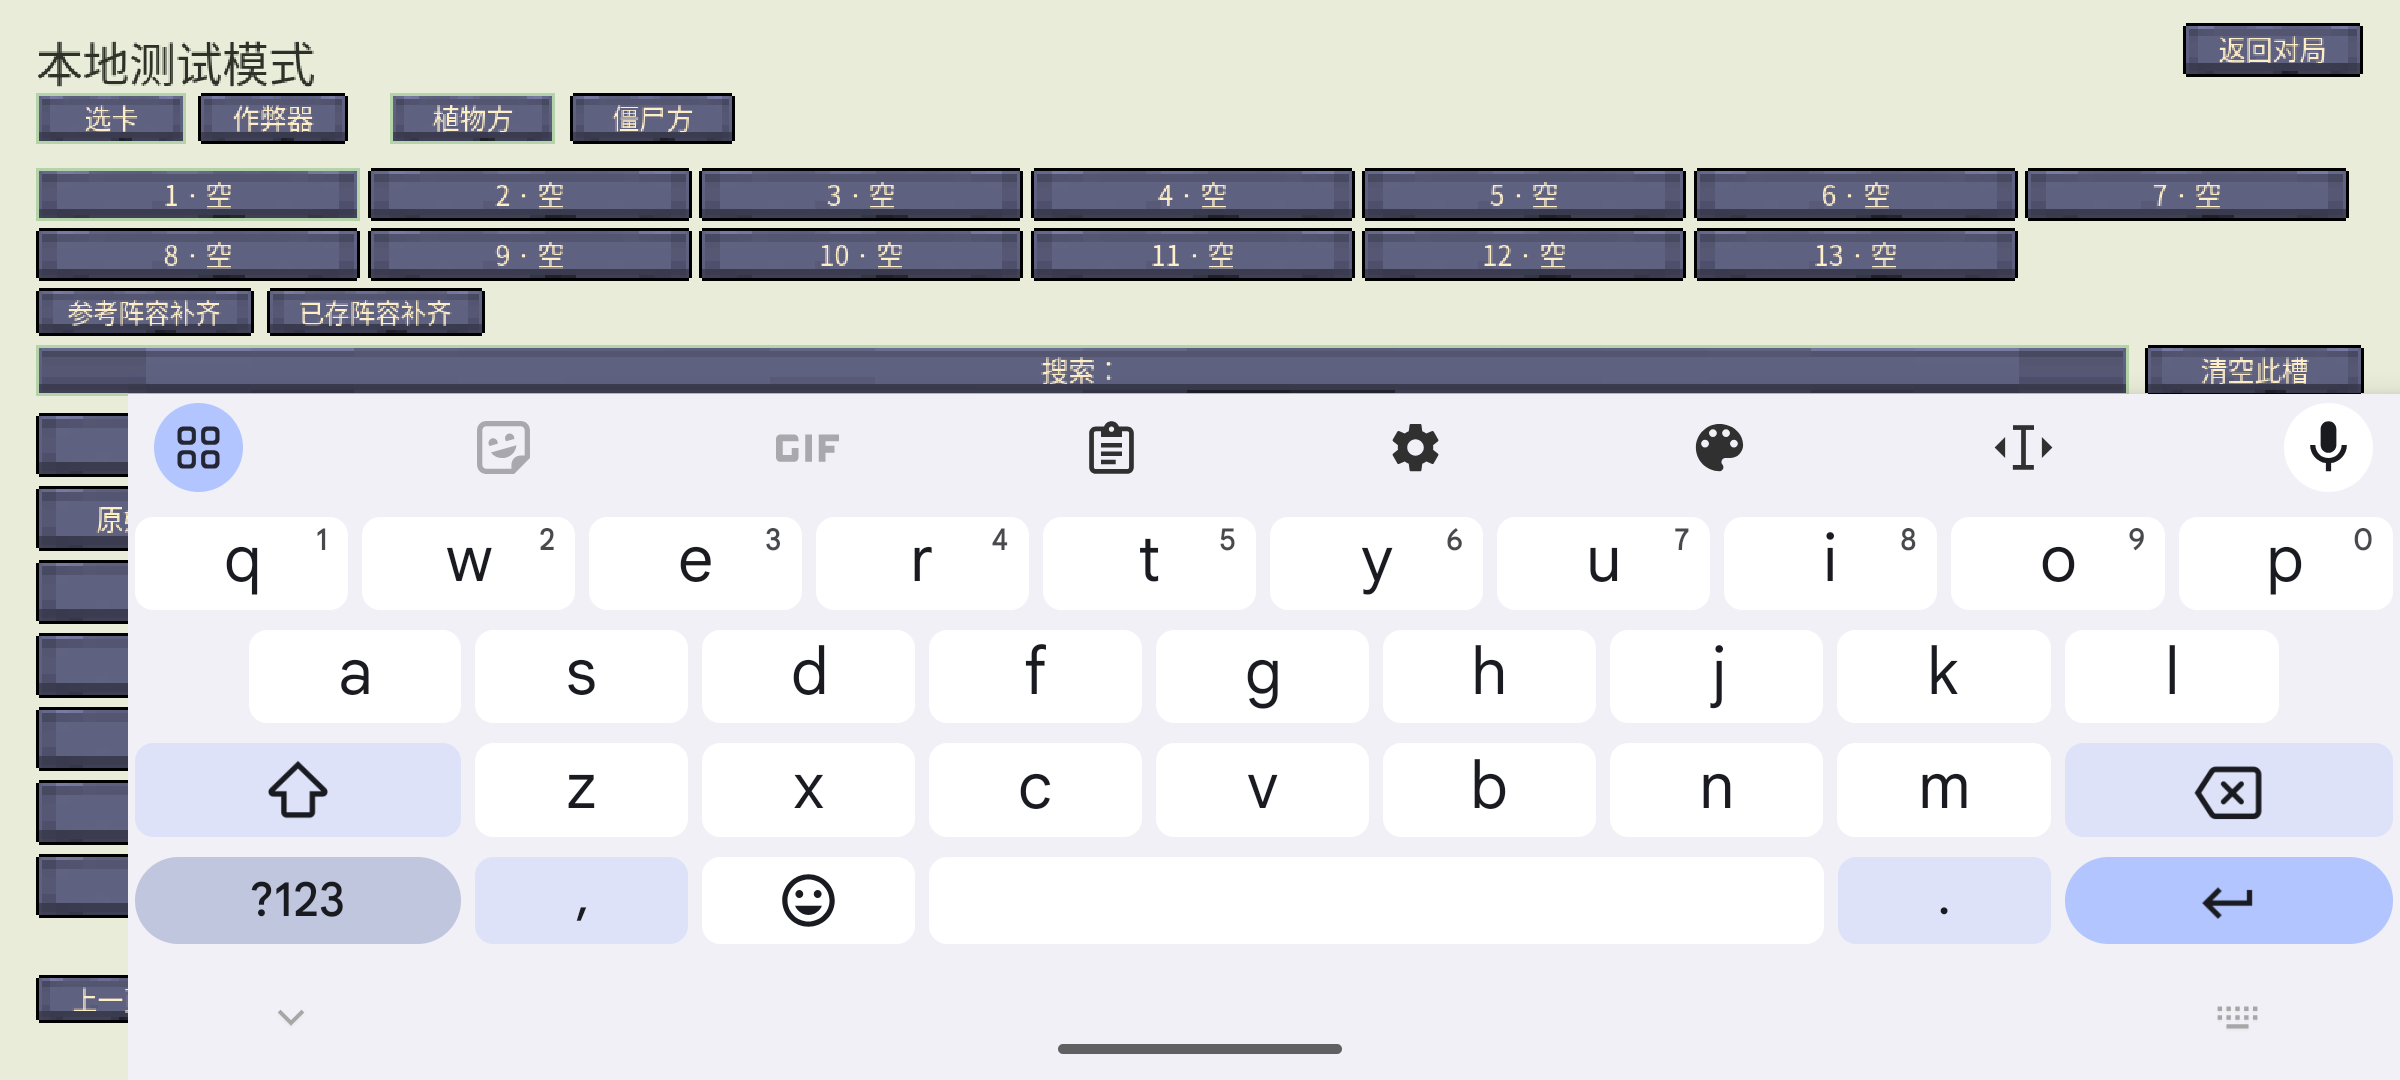 本地测试模式
返回对局
选卡 作弊器 植物方 僵尸方
1 · 空 2 · 空 3 · 空 4 · 空 5 · 空 6 · 空 7 · 空
8 · 空 9 · 空 10 · 空 11 · 空 12 · 空 13 · 空
参考阵容补齐 已存阵容补齐
搜索： 清空此槽
GIF
原
q 1 w 2 e 3 r 4 t 5 y 6 u 7 i 8 o 9 p 0
a s d f g h j k l
z x c v b n m
?123 , .
上一